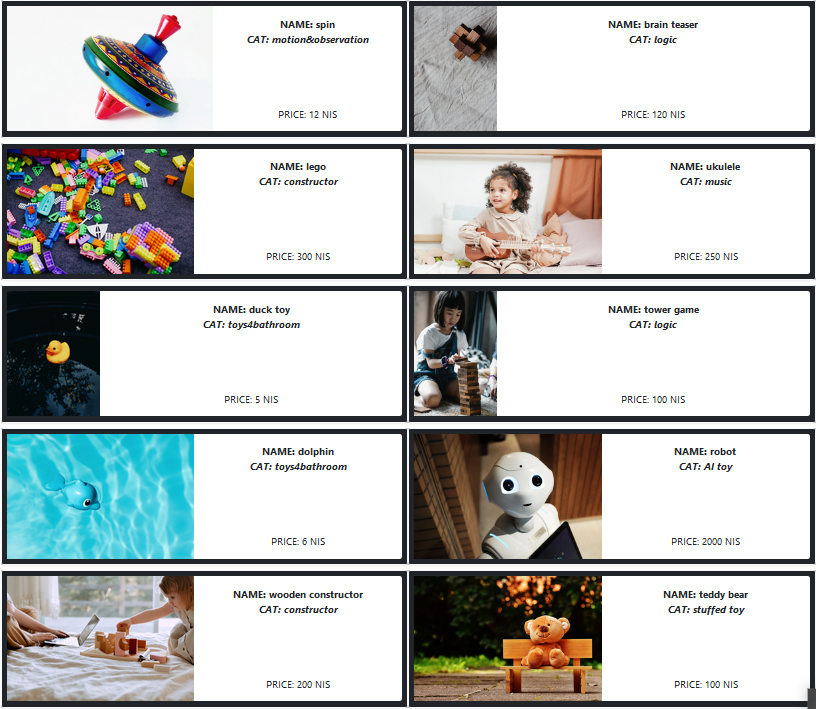 NAME: spin
CAT: motion&observation
PRICE: 12 NIS
NAME: brain teaser
CAT: logic
PRICE: 120 NIS
NAME: lego
CAT: constructor
PRICE: 300 NIS
NAME: ukulele
CAT: music
PRICE: 250 NIS
NAME: duck toy
CAT: toys4bathroom
PRICE: 5 NIS
NAME: tower game
CAT: logic
PRICE: 100 NIS
NAME: dolphin
CAT: toys4bathroom
PRICE: 6 NIS
NAME: robot
CAT: AI toy
PRICE: 2000 NIS
NAME: wooden constructor
CAT: constructor
PRICE: 200 NIS
NAME: teddy bear
CAT: stuffed toy
PRICE: 100 NIS